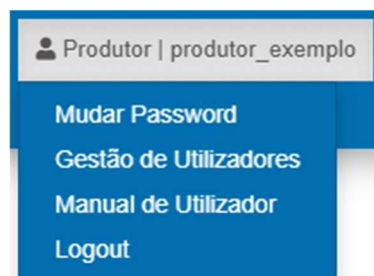 Produtor | produtor_exemplo
Mudar Password
Gestão de Utilizadores
Manual de Utilizador
Logout